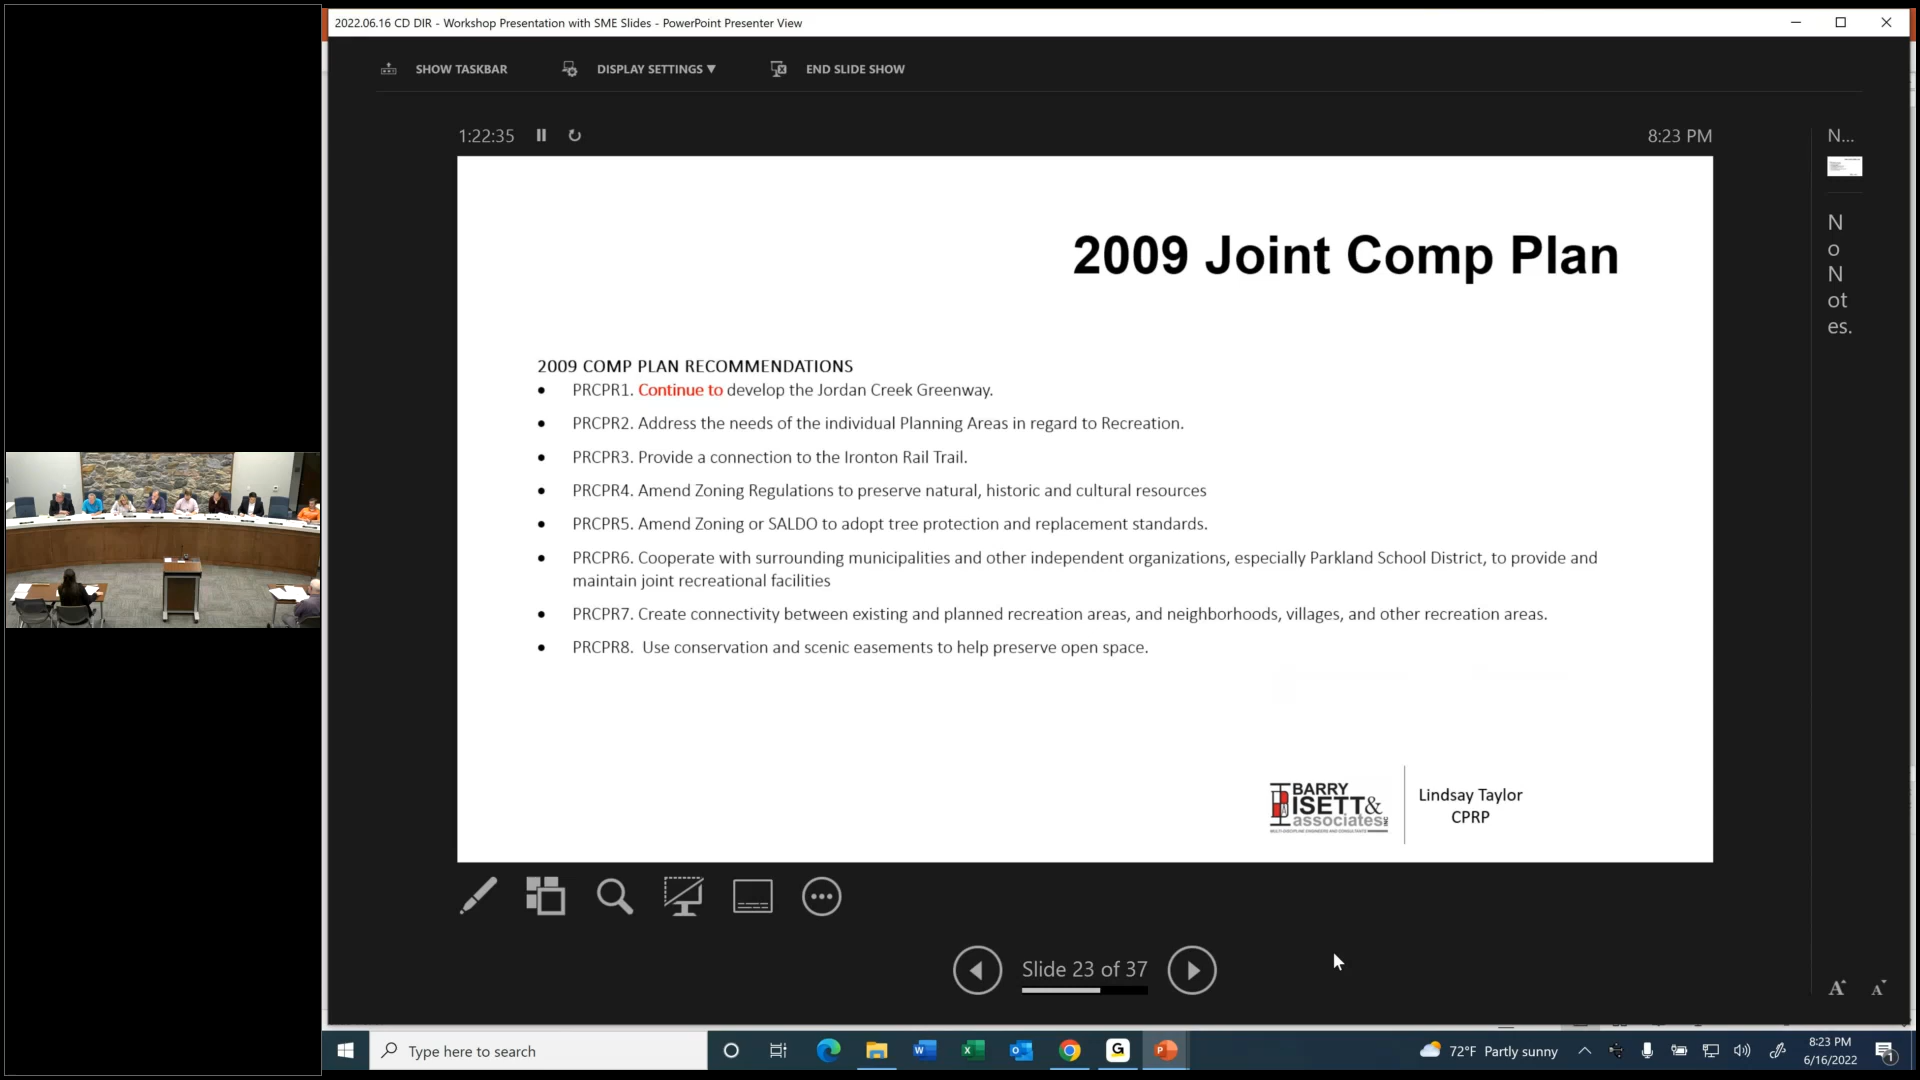 2022.06.16 CD DIR - Workshop Presentation with SME Slides - PowerPoint Presenter View
SHOW TASKBAR
DISPLAY SETTINGS ▼
END SLIDE SHOW
1:22:35
8:23 PM
N...
2009 Joint Comp Plan
2009 COMP PLAN RECOMMENDATIONS
• PRCPR1. Continue to develop the Jordan Creek Greenway.
• PRCPR2. Address the needs of the individual Planning Areas in regard to Recreation.
• PRCPR3. Provide a connection to the Ironton Rail Trail.
• PRCPR4. Amend Zoning Regulations to preserve natural, historic and cultural resources
• PRCPR5. Amend Zoning or SALDO to adopt tree protection and replacement standards.
• PRCPR6. Cooperate with surrounding municipalities and other independent organizations, especially Parkland School District, to provide and
maintain joint recreational facilities
• PRCPR7. Create connectivity between existing and planned recreation areas, and neighborhoods, villages, and other recreation areas.
• PRCPR8. Use conservation and scenic easements to help preserve open space.
BARRY
ISETT&
associates INC
Lindsay Taylor
CPRP
N
o
N
ot
es.
Slide 23 of 37
A
A
Type here to search
72°F Partly sunny
8:23 PM
6/16/2022
1